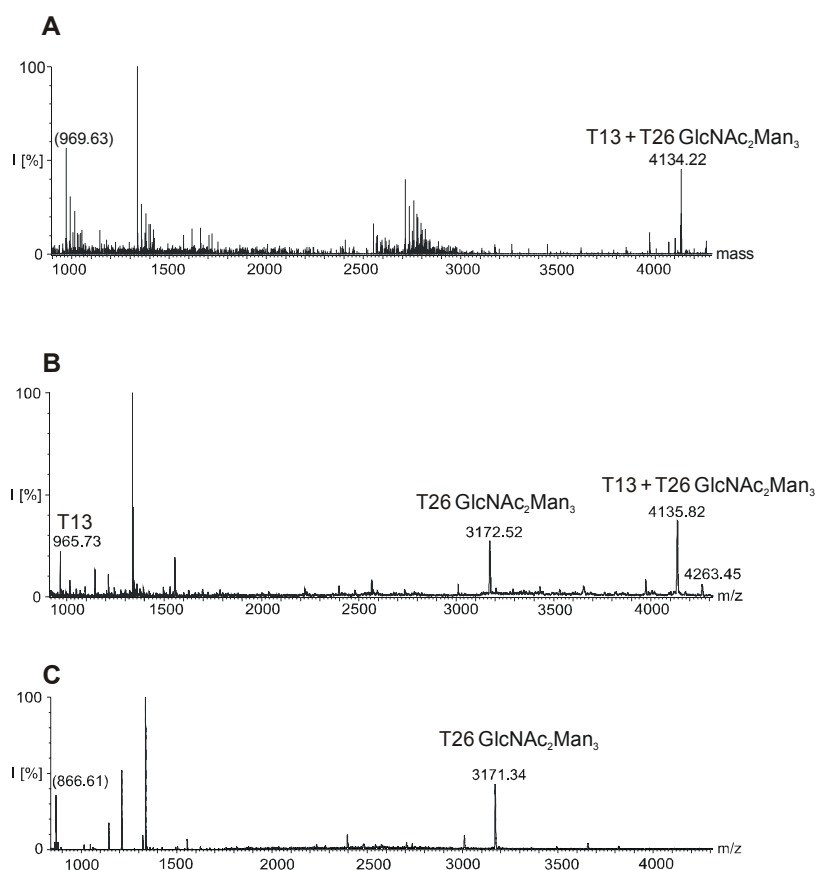 A
100
(969.63)
T13 + T26 GlcNAc₂Man₃
4134.22
I [%]
0
1000 1500 2000 2500 3000 3500 4000 mass
B
100
T26 GlcNAc₂Man₃
T13 + T26 GlcNAc₂Man₃
I [%]
4135.82
T13
965.73
3172.52
4263.45
0
1000 1500 2000 2500 3000 3500 4000 m/z
C
100
T26 GlcNAc₂Man₃
I [%]
(866.61)
3171.34
0
1000 1500 2000 2500 3000 3500 4000 m/z